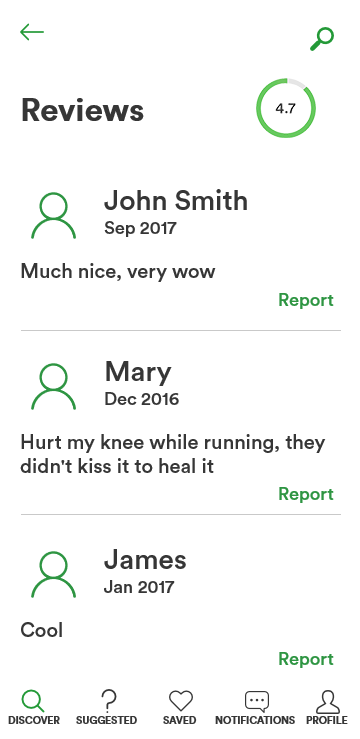 Reviews
4.7
John Smith
Sep 2017
Much nice, very wow
Report
Mary
Dec 2016
Hurt my knee while running, they
didn't kiss it to heal it
Report
James
Jan 2017
Cool
Report
DISCOVER SUGGESTED SAVED NOTIFICATIONS PROFILE